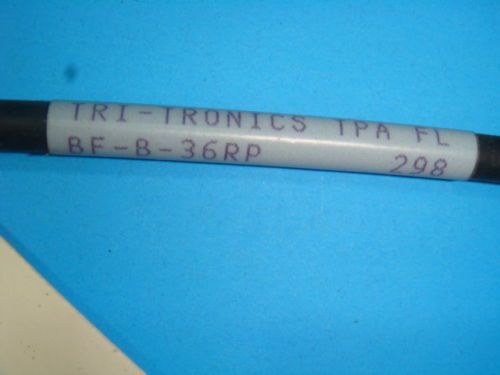 TRI-TRONICS TPA FL
BF-B-36RP 298